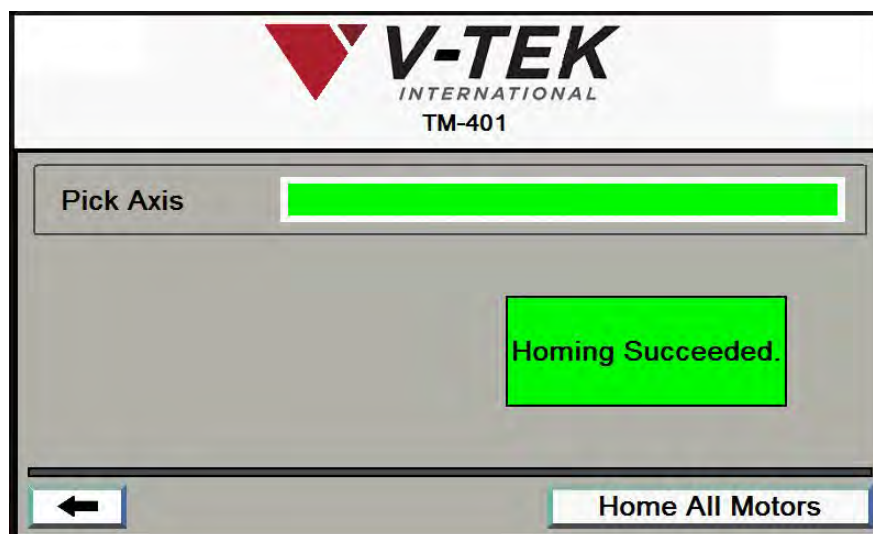 V-TEK
INTERNATIONAL
TM-401
Pick Axis
Homing Succeeded.
Home All Motors